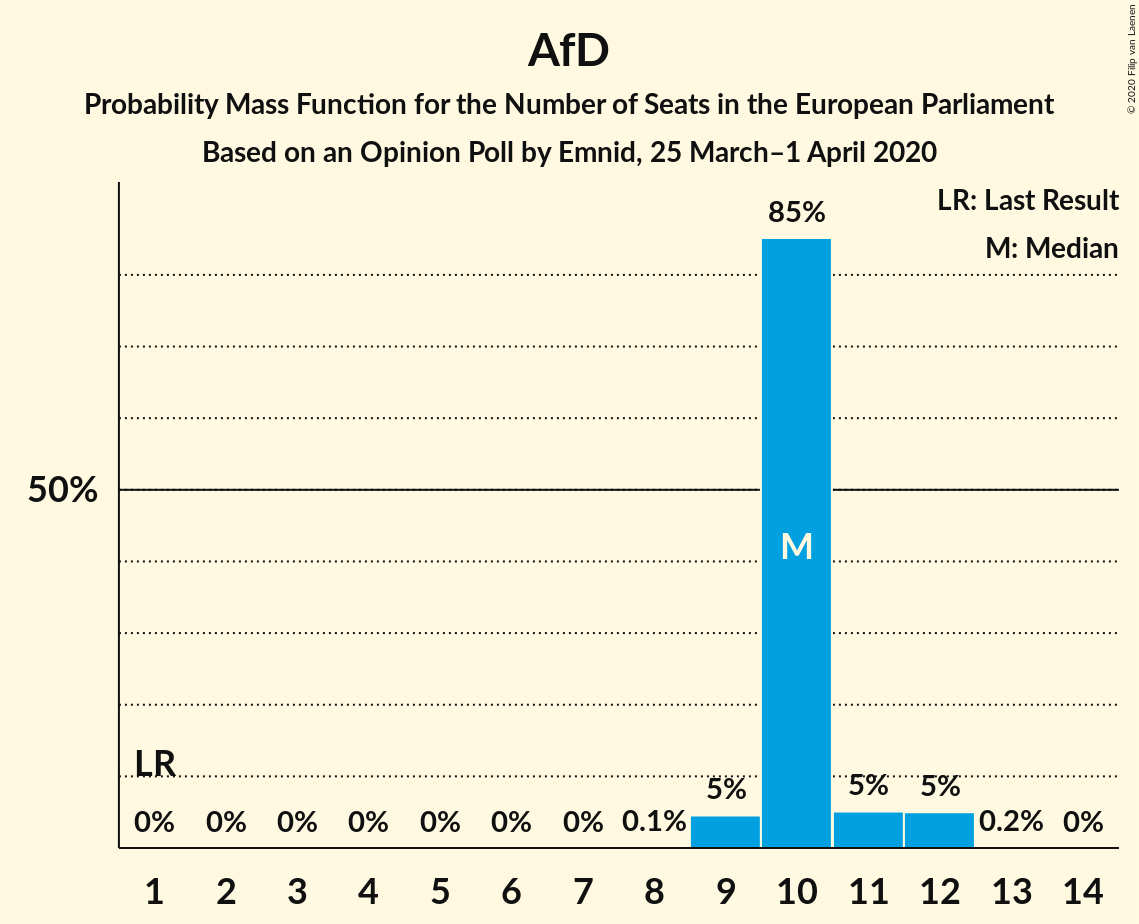 AfD
Probability Mass Function for the Number of Seats in the European Parliament
Based on an Opinion Poll by Emnid, 25 March–1 April 2020
© 2020 Filip van Laenen
LR: Last Result
M: Median
85%
50%
M
LR
0% 0% 0% 0% 0% 0% 0% 0.1% 5% 5% 5% 0.2% 0%
1 2 3 4 5 6 7 8 9 10 11 12 13 14